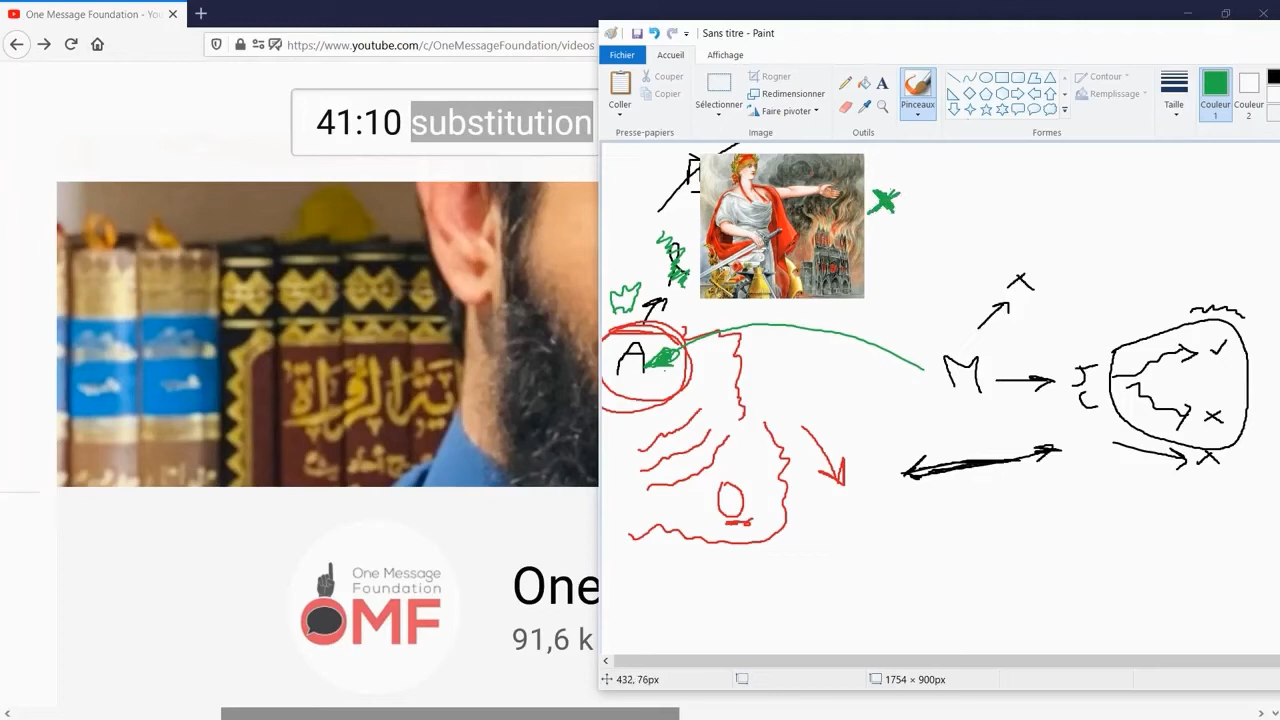 One Message Foundation - You
https://www.youtube.com/c/OneMessageFoundation/videos
41:10 substitution
One Message
Foundation
OMF
One
91,6 k
Sans titre - Paint
Fichier
Accueil
Affichage
Coller
Couper
Copier
Presse-papiers
Sélectionner
Rogner
Redimensionner
Faire pivoter
Image
Outils
Pinceaux
Formes
Contour
Remplissage
Taille
Couleur
1
Couleur
2
A
M
X
X
X
432, 76px
1754 × 900px